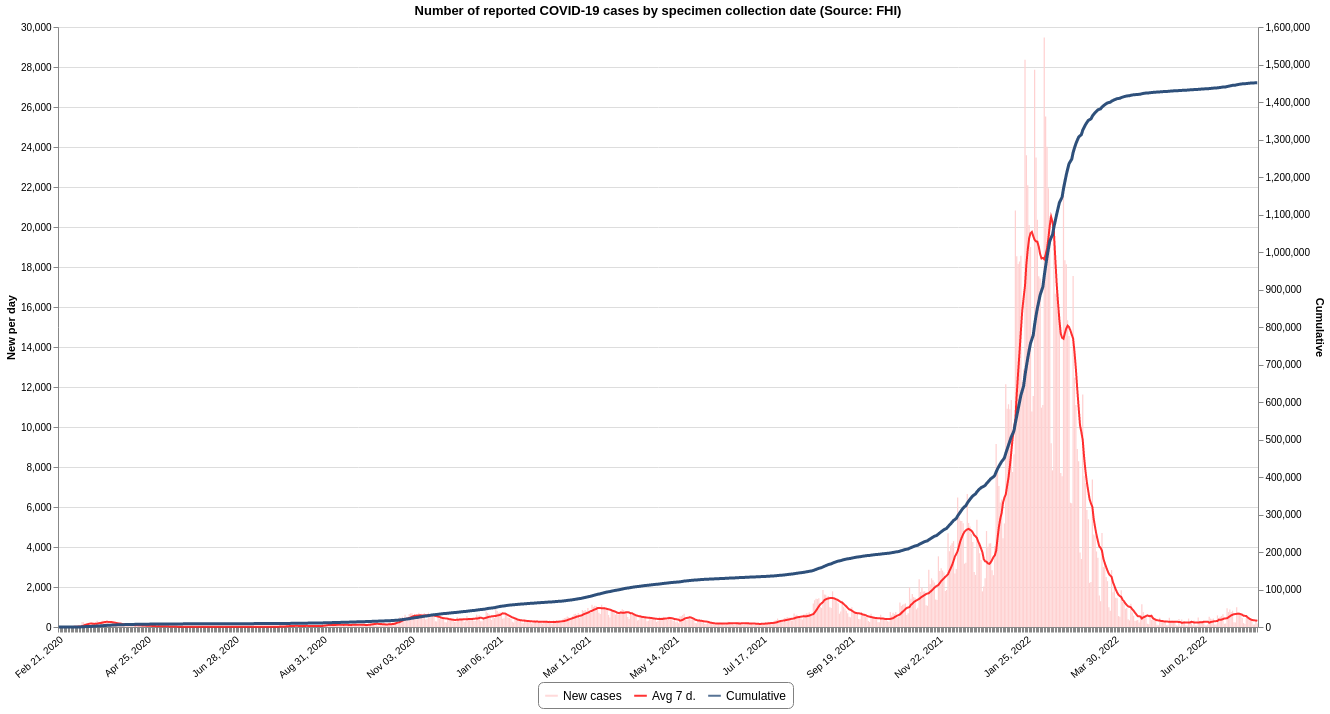 Number of reported COVID-19 cases by specimen collection date (Source: FHI)
30,000
28,000
26,000
24,000
22,000
20,000
18,000
16,000
14,000
12,000
10,000
8,000
6,000
4,000
2,000
0
New per day
1,600,000
1,500,000
1,400,000
1,300,000
1,200,000
1,100,000
1,000,000
900,000
800,000
700,000
600,000
500,000
400,000
300,000
200,000
100,000
0
Cumulative
Feb 21, 2020
Apr 25, 2020
Jun 28, 2020
Aug 31, 2020
Nov 03, 2020
Jan 06, 2021
Mar 11, 2021
May 14, 2021
Jul 17, 2021
Sep 19, 2021
Nov 22, 2021
Jan 25, 2022
Mar 30, 2022
Jun 02, 2022
New cases Avg 7 d. Cumulative